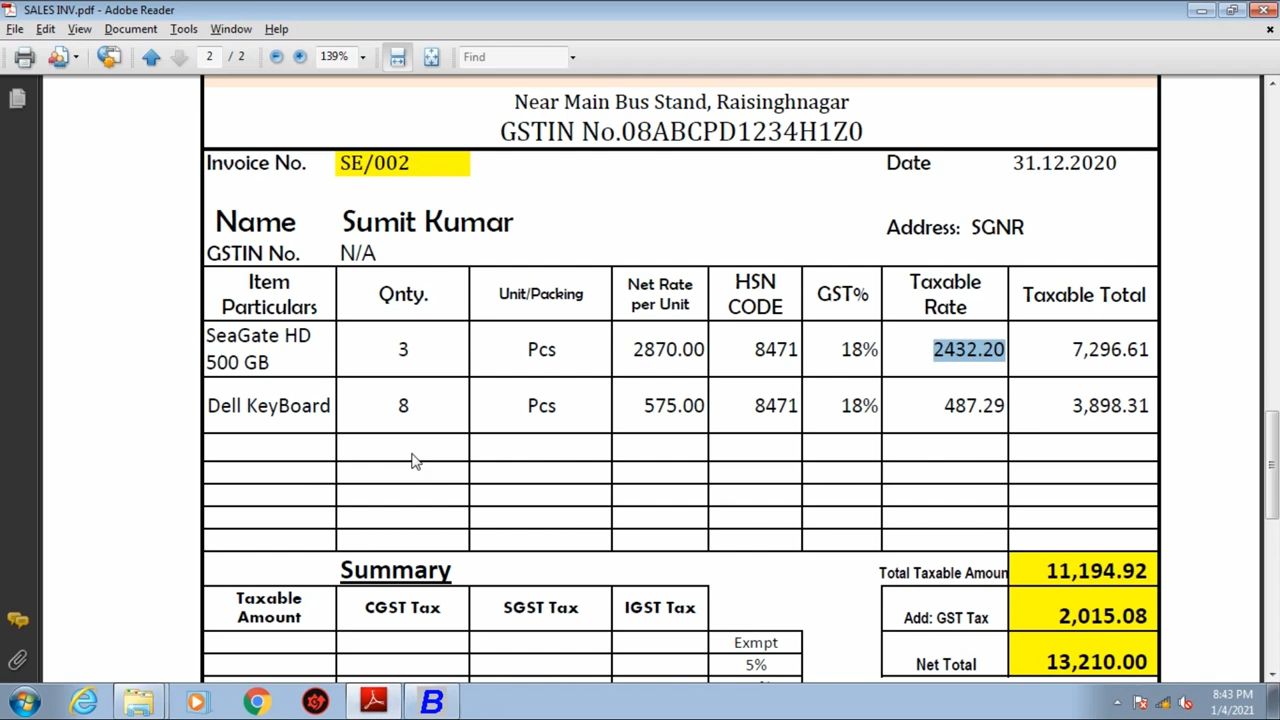 SALES INV.pdf - Adobe Reader
File Edit View Document Tools Window Help
2 / 2 139% Find
Near Main Bus Stand, Raisinghnagar
GSTIN No.08ABCPD1234H1Z0
Invoice No. SE/002 Date 31.12.2020
Name Sumit Kumar Address: SGNR
GSTIN No. N/A
Item Particulars Qnty. Unit/Packing Net Rate per Unit HSN CODE GST% Taxable Rate Taxable Total
SeaGate HD 500 GB 3 Pcs 2870.00 8471 18% 2432.20 7,296.61
Dell KeyBoard 8 Pcs 575.00 8471 18% 487.29 3,898.31
Summary Total Taxable Amoun 11,194.92
Taxable Amount CGST Tax SGST Tax IGST Tax Add: GST Tax 2,015.08
Exmpt
5%
Net Total 13,210.00
8:43 PM
1/4/2021